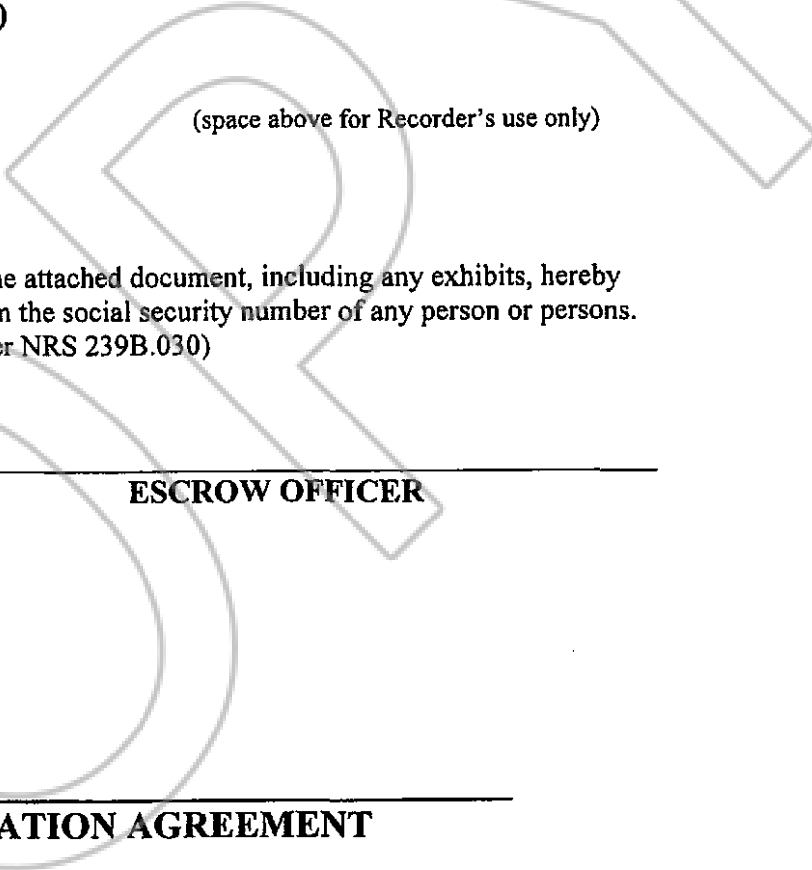 )
(space above for Recorder's use only)
he attached document, including any exhibits, hereby
n the social security number of any person or persons.
er NRS 239B.030)
ESCROW OFFICER
ATION AGREEMENT